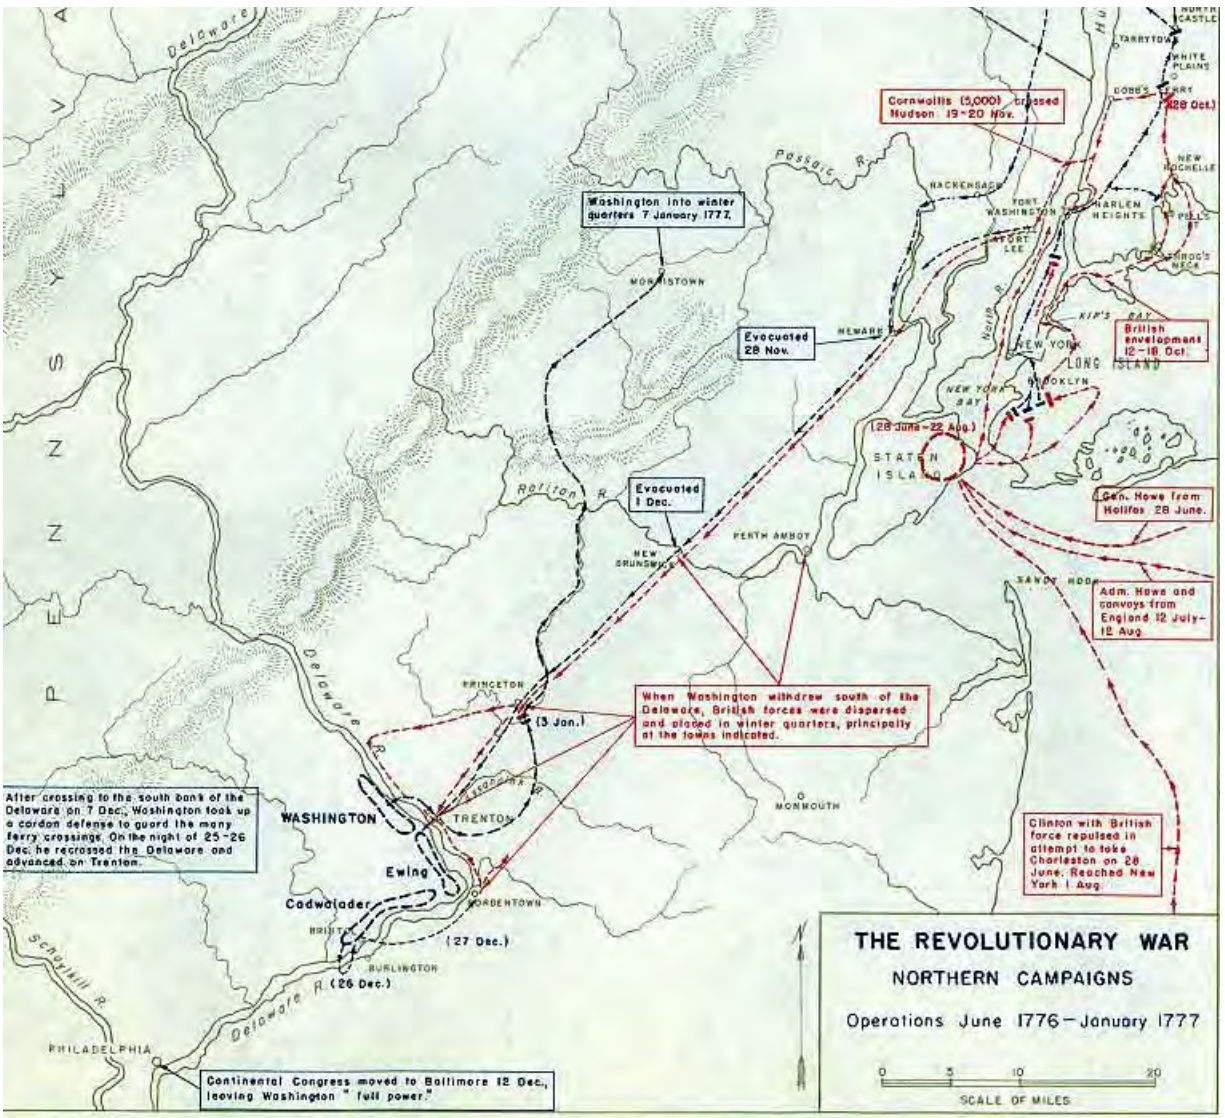 Delaware
NORTH
CASTLE
TARRYTOWN
WHITE
PLAINS
DOBB'S FERRY
(28 Oct.)
Cornwallis (5,000) crossed
Hudson 19-20 Nov.
Passaic R.
NEW
ROCHELLE
HACKENSACK
FORT
WASHINGTON
HARLEM
HEIGHTS
PELL'S
PT
FORT
LEE
THROG'S
NECK
Washington into winter
quarters 7 January 1777.
MORRISTOWN
North R.
KIP'S BAY
Evacuated
28 Nov.
NEWARK
British
envelopment
12-18 Oct.
NEW YORK
LONG ISLAND
BROOKLYN
NEW YORK
BAY
(28 June-22 Aug.)
STATEN
ISLAND
Raritan R.
Evacuated
1 Dec.
Gen. Howe from
Halifax 28 June.
PERTH AMBOY
NEW
BRUNSWICK
SANDY HOOK
Adm. Howe and
convoys from
England 12 July-
12 Aug.
P E N N S Y L V A
Delaware R.
PRINCETON
(3 Jan.)
When Washington withdrew south of the
Delaware, British forces were dispersed
and placed in winter quarters, principally
at the towns indicated.
After crossing to the south bank of the
Delaware on 7 Dec., Washington took up
a cordon defense to guard the many
ferry crossings. On the night of 25-26
Dec. he recrossed the Delaware and
advanced on Trenton.
WASHINGTON
Assanpink R.
TRENTON
MONMOUTH
Clinton with British
force repulsed in
attempt to take
Charleston on 28
June. Reached New
York 1 Aug.
Ewing
Cadwalader
BORDENTOWN
BRISTOL
(27 Dec.)
BURLINGTON
(26 Dec.)
Schuylkill R.
Delaware R.
PHILADELPHIA
Continental Congress moved to Baltimore 12 Dec.,
leaving Washington "full power."
THE REVOLUTIONARY WAR
NORTHERN CAMPAIGNS
Operations June 1776-January 1777
0 5 10 20
SCALE OF MILES